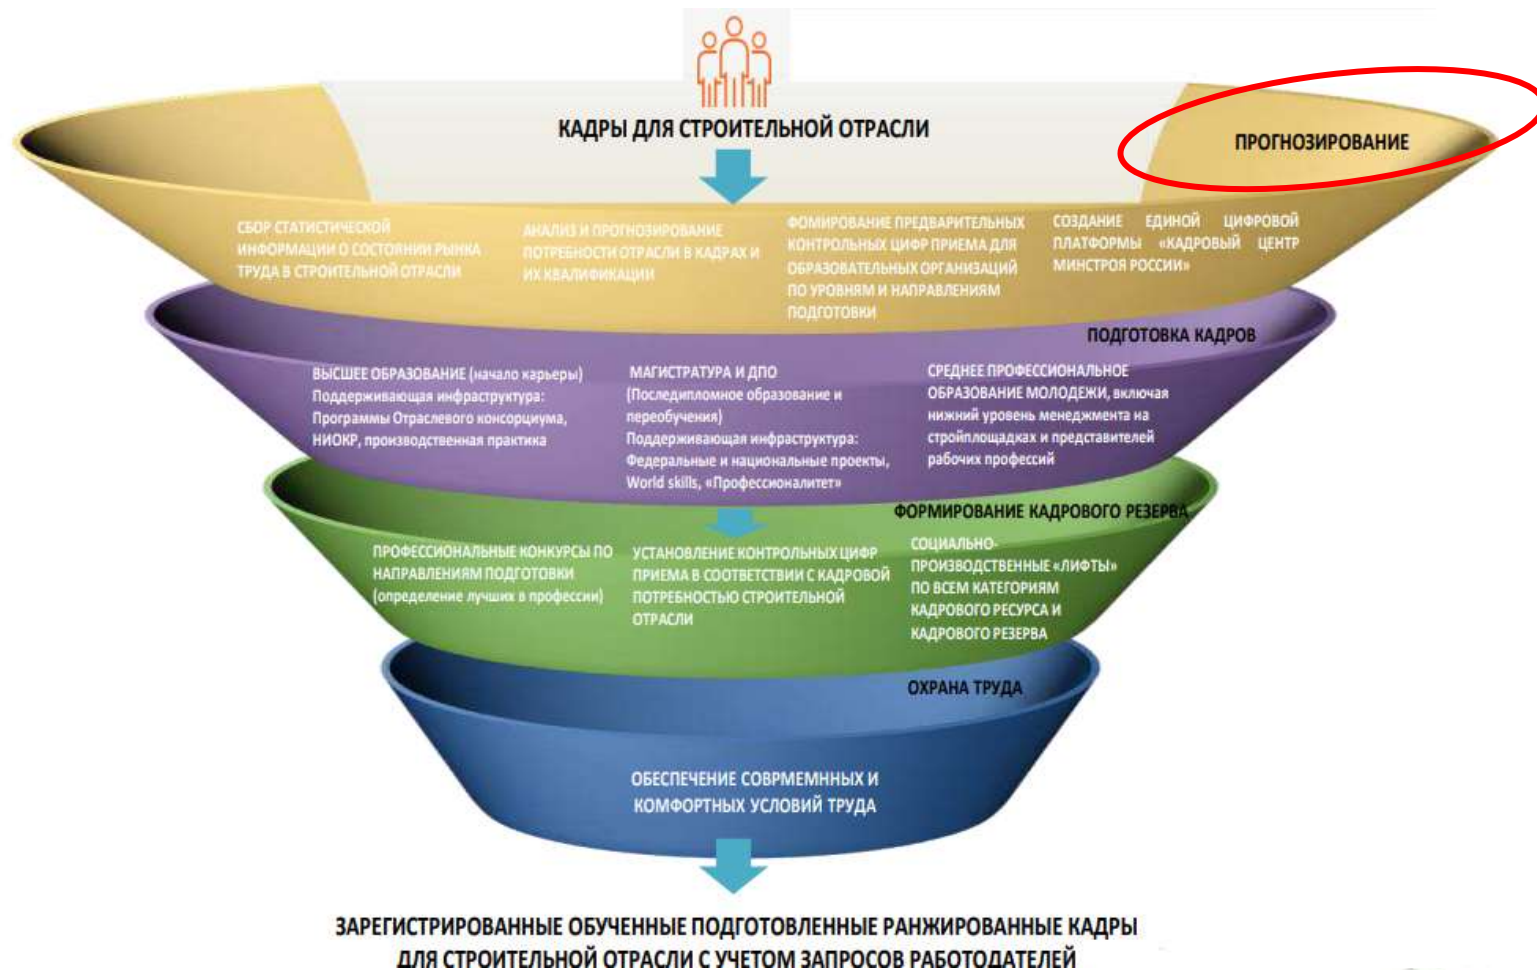 КАДРЫ ДЛЯ СТРОИТЕЛЬНОЙ ОТРАСЛИ
ПРОГНОЗИРОВАНИЕ
СБОР СТАТИСТИЧЕСКОЙ
ИНФОРМАЦИИ О СОСТОЯНИИ РЫНКА
ТРУДА В СТРОИТЕЛЬНОЙ ОТРАСЛИ
АНАЛИЗ И ПРОГНОЗИРОВАНИЕ
ПОТРЕБНОСТИ ОТРАСЛИ В КАДРАХ И
ИХ КВАЛИФИКАЦИИ
ФОМИРОВАНИЕ ПРЕДВАРИТЕЛЬНЫХ
КОНТРОЛЬНЫХ ЦИФР ПРИЕМА ДЛЯ
ОБРАЗОВАТЕЛЬНЫХ ОРГАНИЗАЦИЙ
ПО УРОВНЯМ И НАПРАВЛЕНИЯМ
ПОДГОТОВКИ
СОЗДАНИЕ ЕДИНОЙ ЦИФРОВОЙ
ПЛАТФОРМЫ «КАДРОВЫЙ ЦЕНТР
МИНСТРОЯ РОССИИ»
ПОДГОТОВКА КАДРОВ
ВЫСШЕЕ ОБРАЗОВАНИЕ (начало карьеры)
Поддерживающая инфраструктура:
Программы Отраслевого консорциума,
НИОКР, производственная практика
МАГИСТРАТУРА И ДПО
(Последипломное образование и
переобучения)
Поддерживающая инфраструктура:
Федеральные и национальные проекты,
World skills, «Профессионалитет»
СРЕДНЕЕ ПРОФЕССИОНАЛЬНОЕ
ОБРАЗОВАНИЕ МОЛОДЕЖИ, включая
нижний уровень менеджмента на
стройплощадках и представителей
рабочих профессий
ФОРМИРОВАНИЕ КАДРОВОГО РЕЗЕРВА
ПРОФЕССИОНАЛЬНЫЕ КОНКУРСЫ ПО
НАПРАВЛЕНИЯМ ПОДГОТОВКИ
(определение лучших в профессии)
УСТАНОВЛЕНИЕ КОНТРОЛЬНЫХ ЦИФР
ПРИЕМА В СООТВЕТСТВИИ С КАДРОВОЙ
ПОТРЕБНОСТЬЮ СТРОИТЕЛЬНОЙ
ОТРАСЛИ
СОЦИАЛЬНО-
ПРОИЗВОДСТВЕННЫЕ «ЛИФТЫ»
ПО ВСЕМ КАТЕГОРИЯМ
КАДРОВОГО РЕСУРСА И
КАДРОВОГО РЕЗЕРВА
ОХРАНА ТРУДА
ОБЕСПЕЧЕНИЕ СОВРМЕМННЫХ И
КОМФОРТНЫХ УСЛОВИЙ ТРУДА
ЗАРЕГИСТРИРОВАННЫЕ ОБУЧЕННЫЕ ПОДГОТОВЛЕННЫЕ РАНЖИРОВАННЫЕ КАДРЫ
ДЛЯ СТРОИТЕЛЬНОЙ ОТРАСЛИ С УЧЕТОМ ЗАПРОСОВ РАБОТОДАТЕЛЕЙ